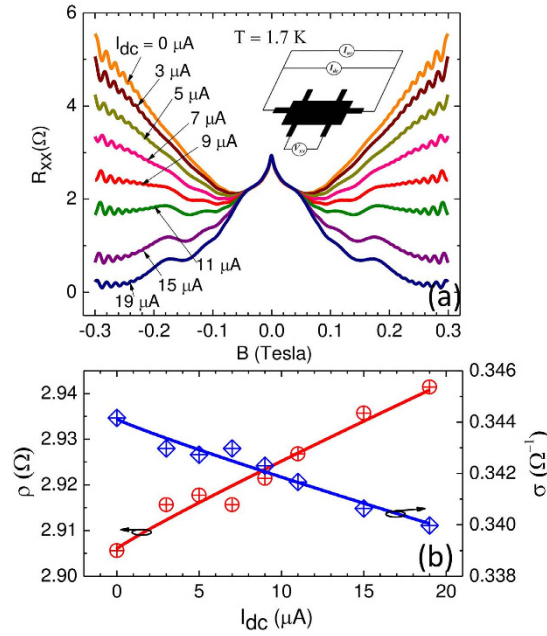 T = 1.7 K
I_dc = 0 μA
3 μA
5 μA
7 μA
9 μA
11 μA
15 μA
19 μA
I_ac
I_dc
V_xx
R_XX(Ω)
6
4
2
0
-0.3 -0.2 -0.1 0.0 0.1 0.2 0.3
B (Tesla)
(a)
ρ (Ω)
2.94
2.93
2.92
2.91
2.90
σ (Ω⁻¹)
0.346
0.344
0.342
0.340
0.338
0 5 10 15 20
I_dc (μA)
(b)